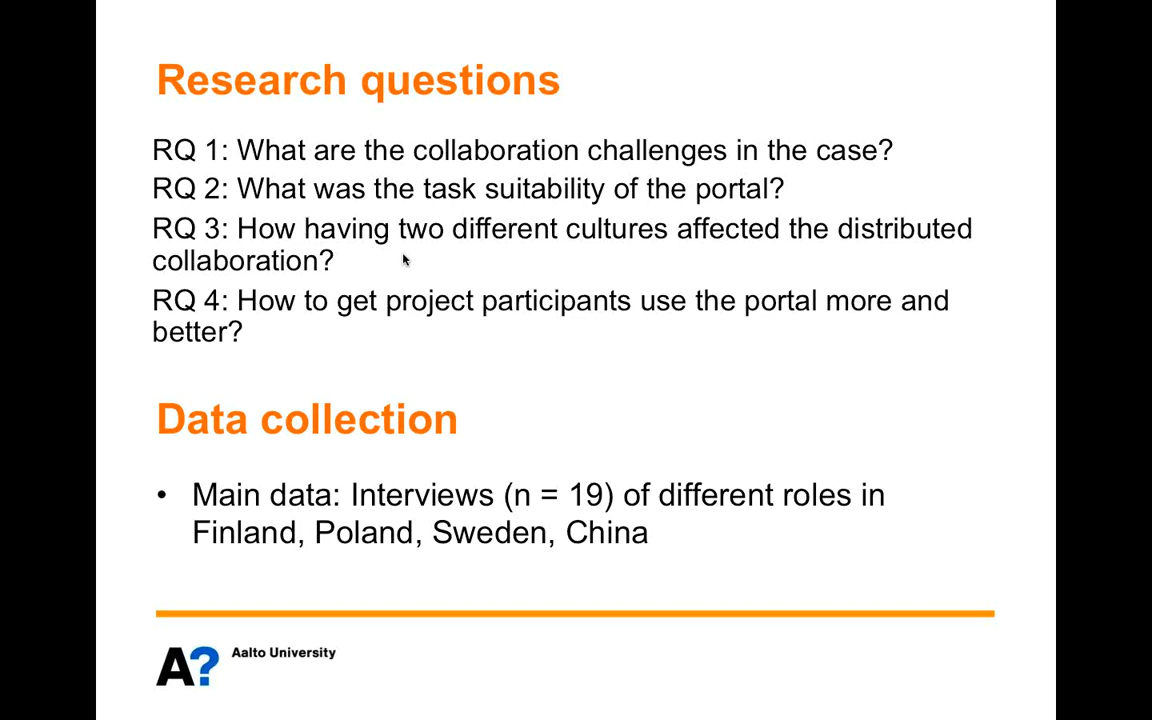 Research questions
RQ 1: What are the collaboration challenges in the case?
RQ 2: What was the task suitability of the portal?
RQ 3: How having two different cultures affected the distributed
collaboration?
RQ 4: How to get project participants use the portal more and
better?
Data collection
• Main data: Interviews (n = 19) of different roles in
Finland, Poland, Sweden, China
A? Aalto University